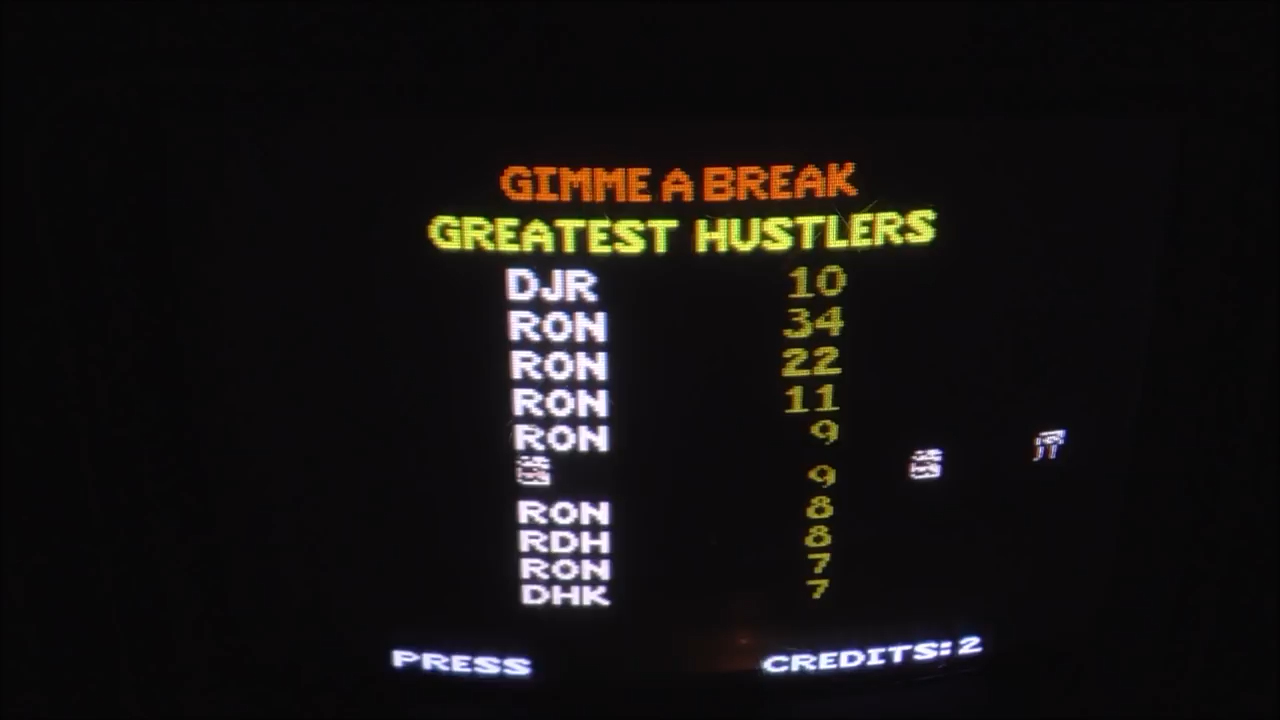 GIMME A BREAK
GREATEST HUSTLERS
DJR 10
RON 34
RON 22
RON 11
RON 9
9
RON 8
RDH 8
RON 7
DHK 7
PRESS CREDITS:2